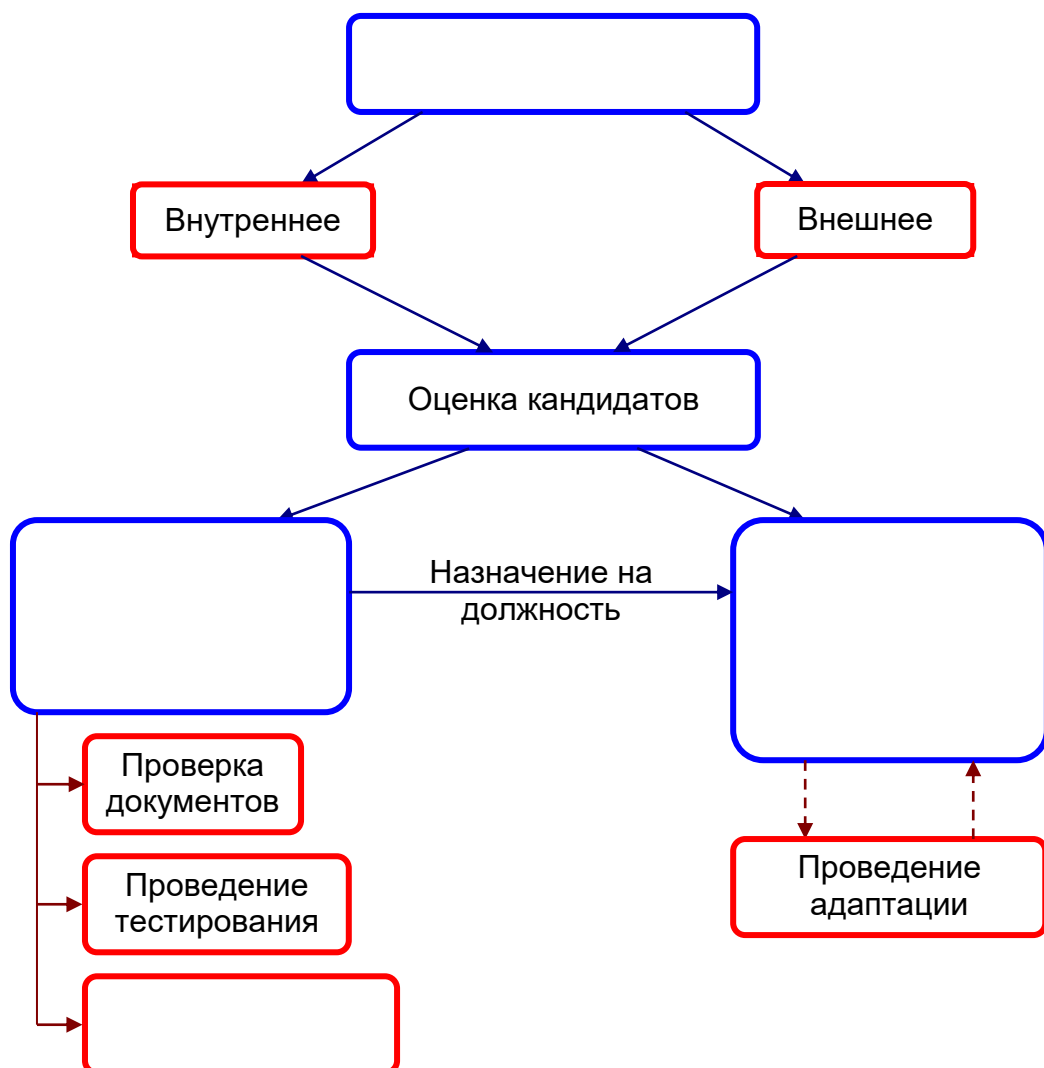 Внутреннее
Внешнее
Оценка кандидатов
Назначение на
должность
Проверка
документов
Проведение
тестирования
Проведение
адаптации